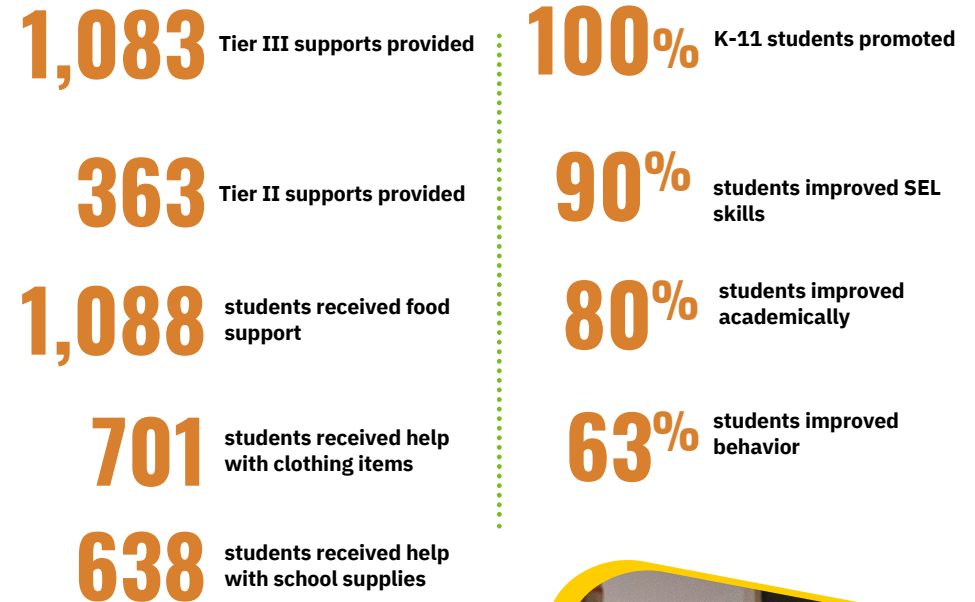 1,083 Tier III supports provided
363 Tier II supports provided
1,088 students received food
support
701 students received help
with clothing items
638 students received help
with school supplies
100% K-11 students promoted
90% students improved SEL
skills
80% students improved
academically
63% students improved
behavior